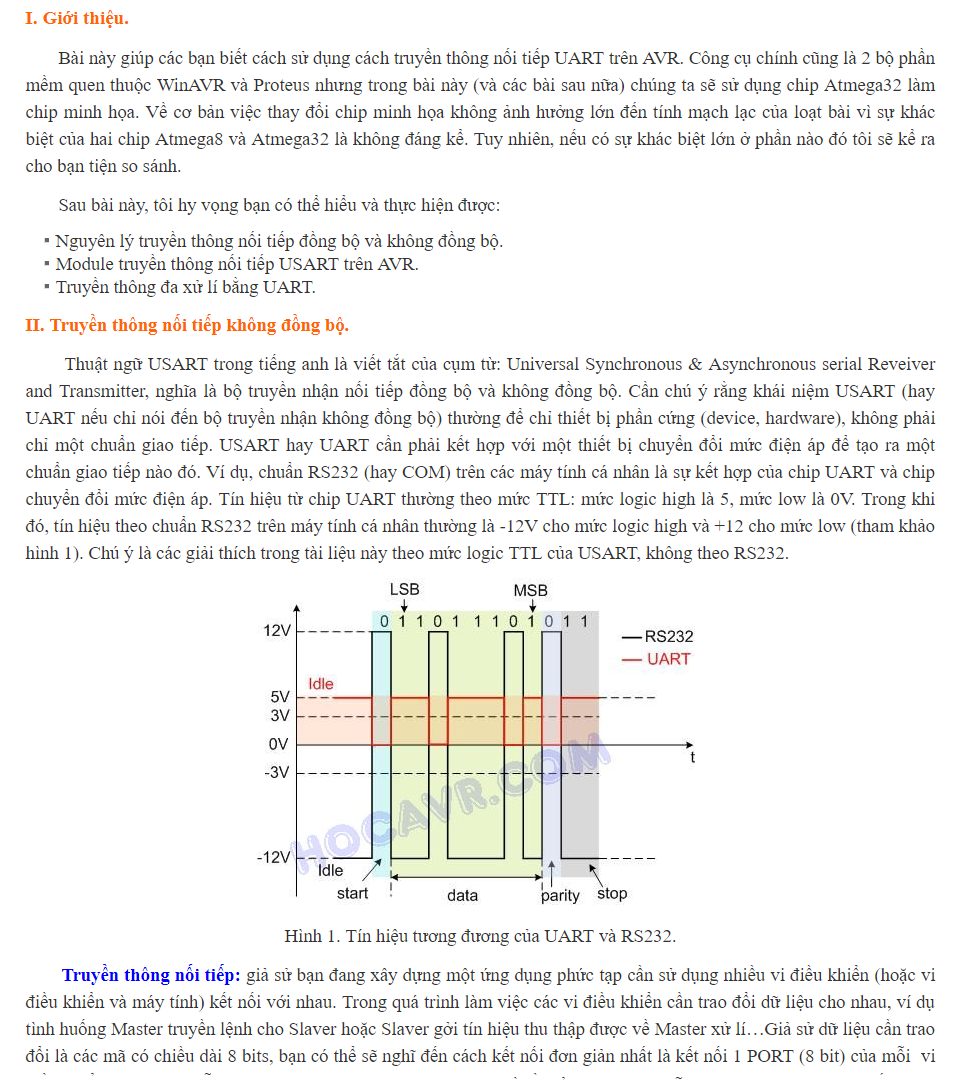 I. Giới thiệu.
Bài này giúp các bạn biết cách sử dụng cách truyền thông nối tiếp UART trên AVR. Công cụ chính cũng là 2 bộ phần
mềm quen thuộc WinAVR và Proteus nhưng trong bài này (và các bài sau nữa) chúng ta sẽ sử dụng chip Atmega32 làm
chip minh họa. Về cơ bản việc thay đổi chip minh họa không ảnh hưởng lớn đến tính mạch lạc của loạt bài vì sự khác
biệt của hai chip Atmega8 và Atmega32 là không đáng kể. Tuy nhiên, nếu có sự khác biệt lớn ở phần nào đó tôi sẽ kể ra
cho bạn tiện so sánh.
Sau bài này, tôi hy vọng bạn có thể hiểu và thực hiện được:
▪ Nguyên lý truyền thông nối tiếp đồng bộ và không đồng bộ.
▪ Module truyền thông nối tiếp USART trên AVR.
▪ Truyền thông đa xử lí bằng UART.
II. Truyền thông nối tiếp không đồng bộ.
Thuật ngữ USART trong tiếng anh là viết tắt của cụm từ: Universal Synchronous & Asynchronous serial Reveiver
and Transmitter, nghĩa là bộ truyền nhận nối tiếp đồng bộ và không đồng bộ. Cần chú ý rằng khái niệm USART (hay
UART nếu chỉ nói đến bộ truyền nhận không đồng bộ) thường để chỉ thiết bị phần cứng (device, hardware), không phải
chỉ một chuẩn giao tiếp. USART hay UART cần phải kết hợp với một thiết bị chuyển đổi mức điện áp để tạo ra một
chuẩn giao tiếp nào đó. Ví dụ, chuẩn RS232 (hay COM) trên các máy tính cá nhân là sự kết hợp của chip UART và chip
chuyển đổi mức điện áp. Tín hiệu từ chip UART thường theo mức TTL: mức logic high là 5, mức low là 0V. Trong khi
đó, tín hiệu theo chuẩn RS232 trên máy tính cá nhân thường là -12V cho mức logic high và +12 cho mức low (tham khảo
hình 1). Chú ý là các giải thích trong tài liệu này theo mức logic TTL của USART, không theo RS232.
LSB MSB
0 1 1 0 1 1 1 0 1 0 1 1
12V
RS232
UART
Idle
5V
3V
0V
t
-3V
HOCAVR.COM
-12V
Idle
start data parity stop
Hình 1. Tín hiệu tương đương của UART và RS232.
Truyền thông nối tiếp: giả sử bạn đang xây dựng một ứng dụng phức tạp cần sử dụng nhiều vi điều khiển (hoặc vi
điều khiển và máy tính) kết nối với nhau. Trong quá trình làm việc các vi điều khiển cần trao đổi dữ liệu cho nhau, ví dụ
tình huống Master truyền lệnh cho Slaver hoặc Slaver gởi tín hiệu thu thập được về Master xử lí…Giả sử dữ liệu cần trao
đổi là các mã có chiều dài 8 bits, bạn có thể sẽ nghĩ đến cách kết nối đơn giản nhất là kết nối 1 PORT (8 bit) của mỗi vi